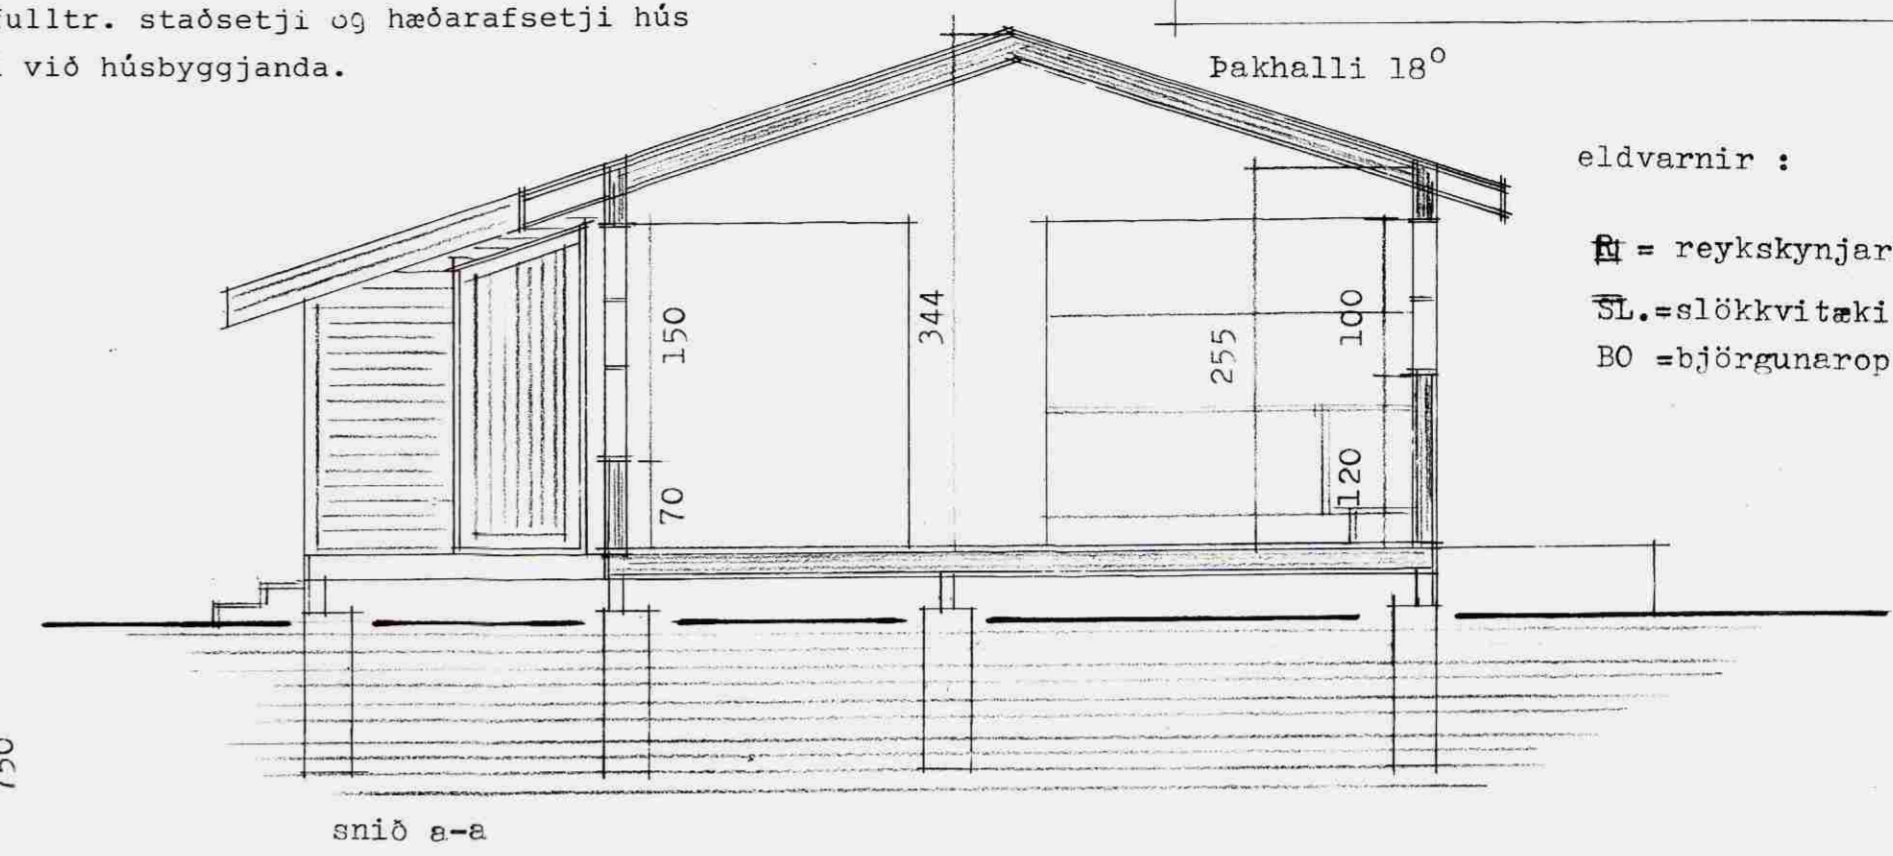 fulltr. staðsetji og hæðarafsetji hús
við húsbyggjanda.
Þakhalli 18°
eldvarnir :
R = reykskynjar
SL.=slökkvitæki
BO =björgunarop
150
70
344
255
100
120
750
snið a-a